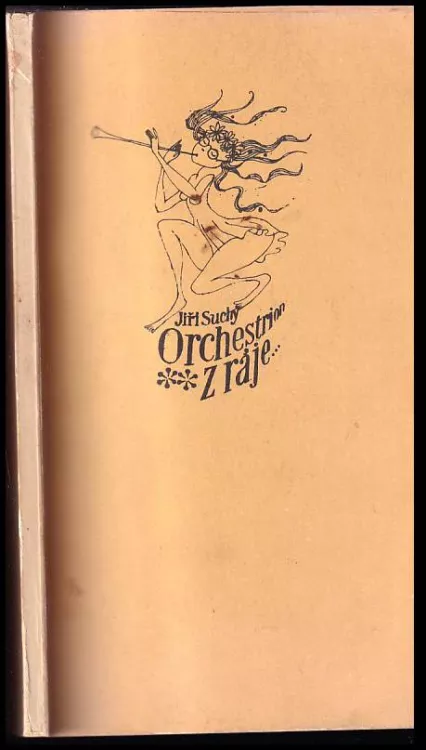 Jiří Suchý
Orchestrion
z ráje...